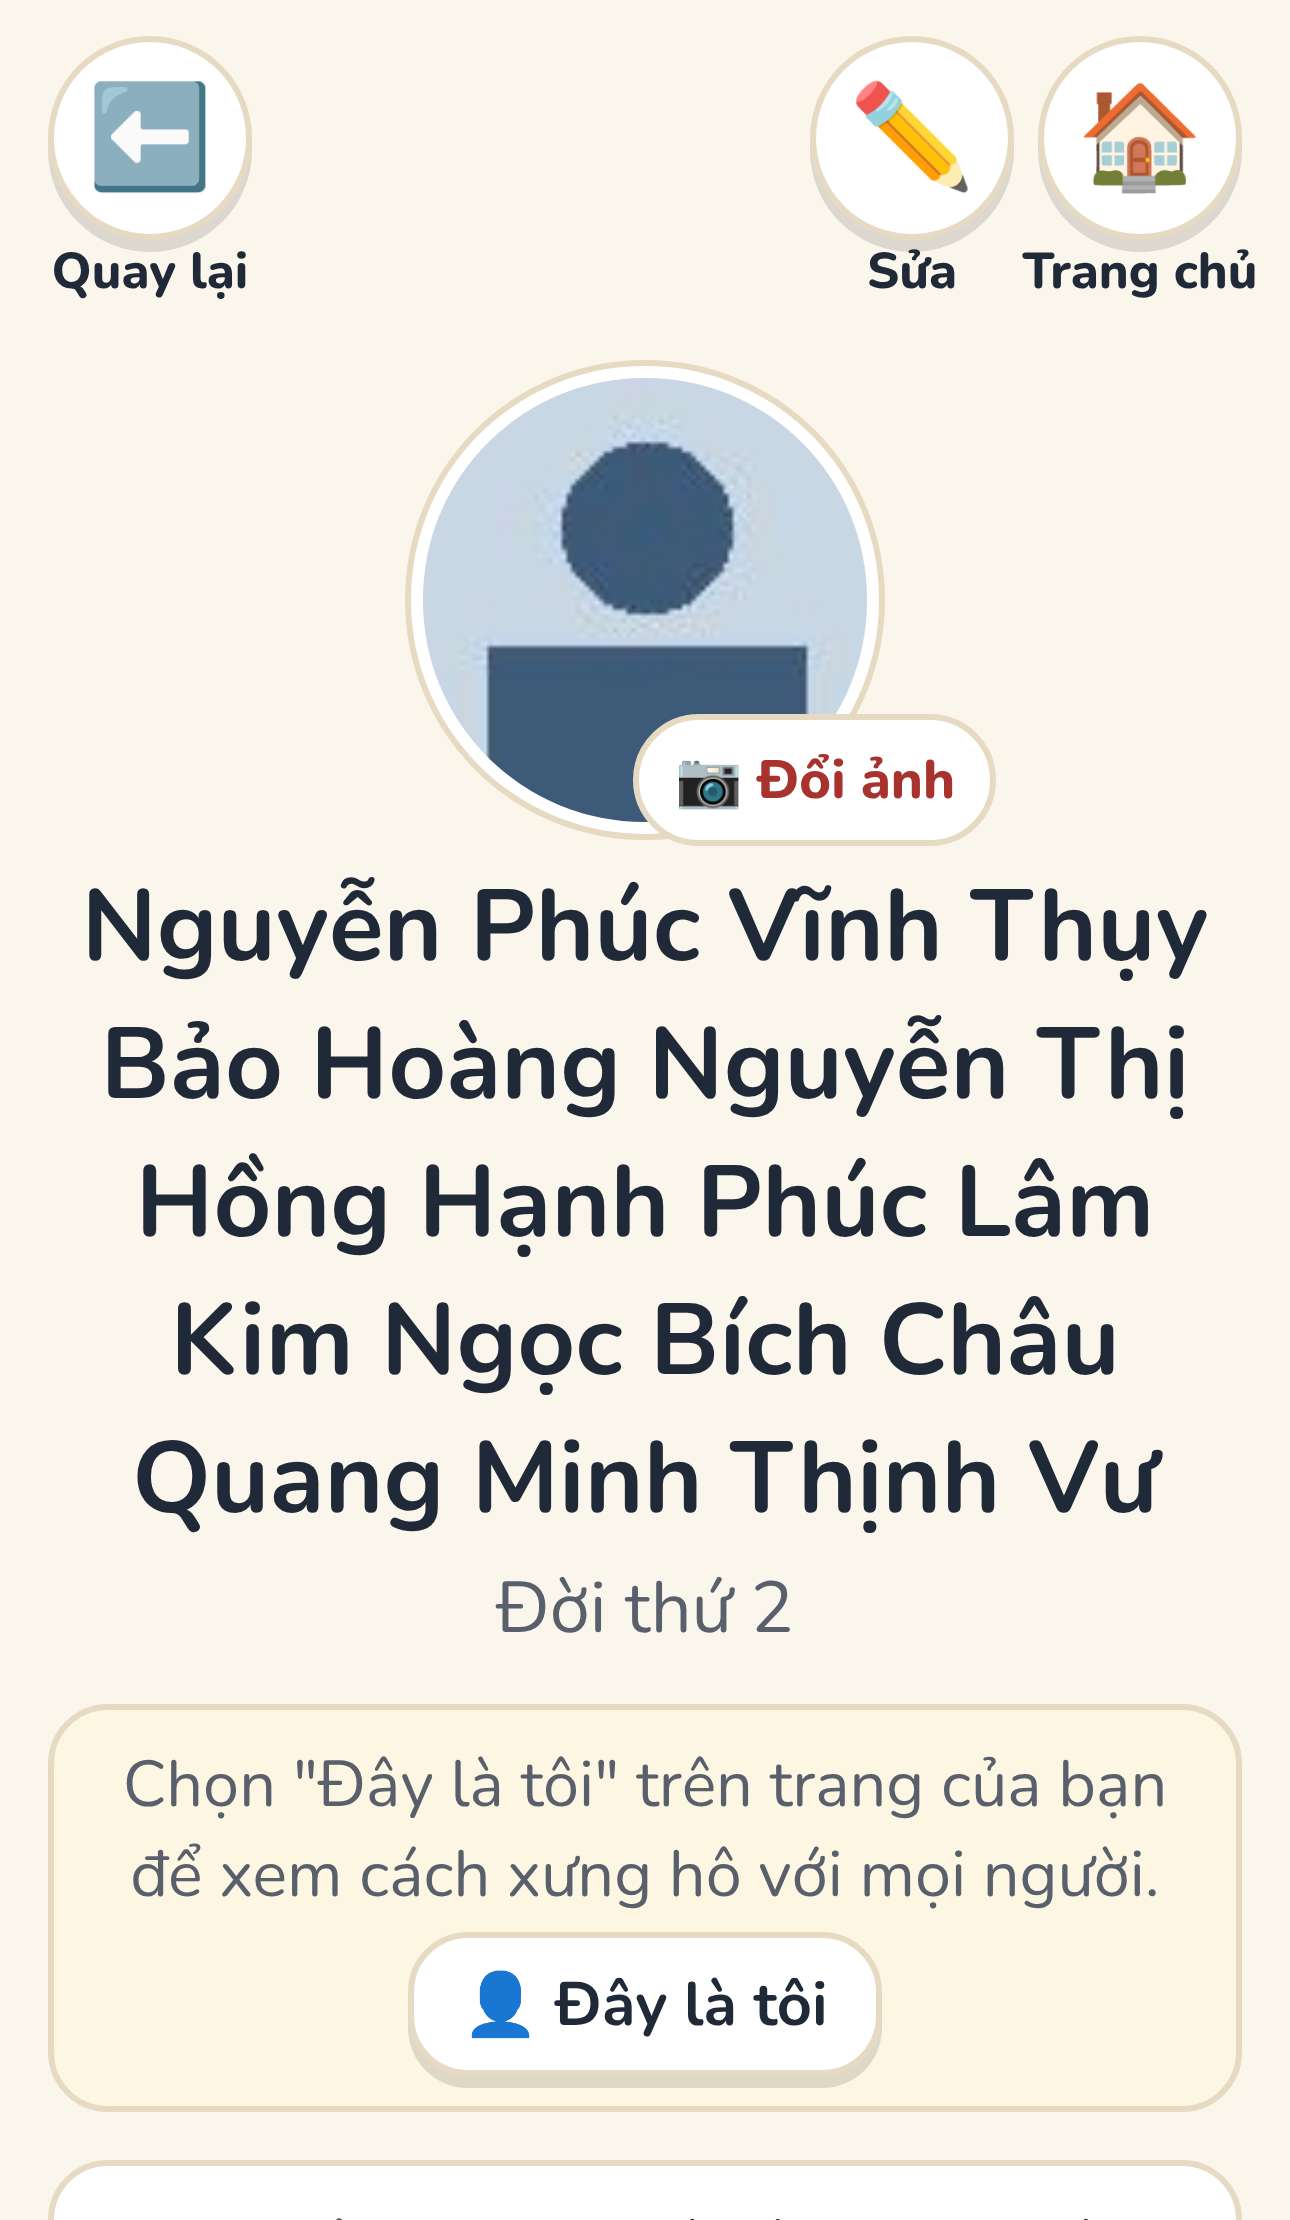 Quay lại
Sửa
Trang chủ
Đổi ảnh
Nguyễn Phúc Vĩnh Thụy
Bảo Hoàng Nguyễn Thị
Hồng Hạnh Phúc Lâm
Kim Ngọc Bích Châu
Quang Minh Thịnh Vư
Đời thứ 2
Chọn "Đây là tôi" trên trang của bạn
để xem cách xưng hô với mọi người.
Đây là tôi